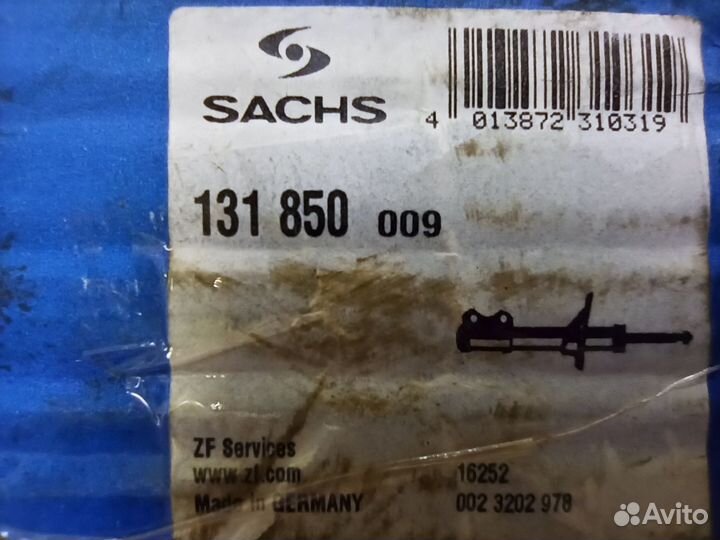 SACHS
4 013872 310319
131 850 009
ZF Services
www.zf.com
Made in GERMANY
16252
002 3202 978
Avito